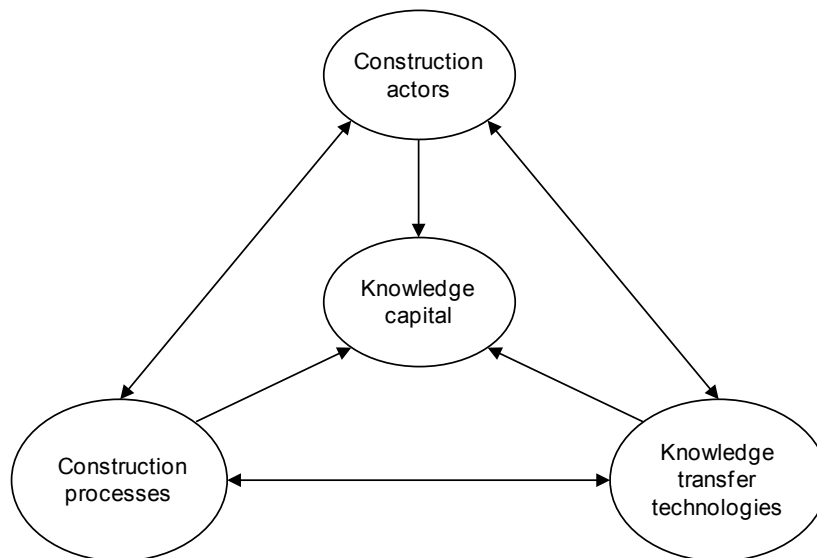 Construction
actors
Knowledge
capital
Construction
processes
Knowledge
transfer
technologies